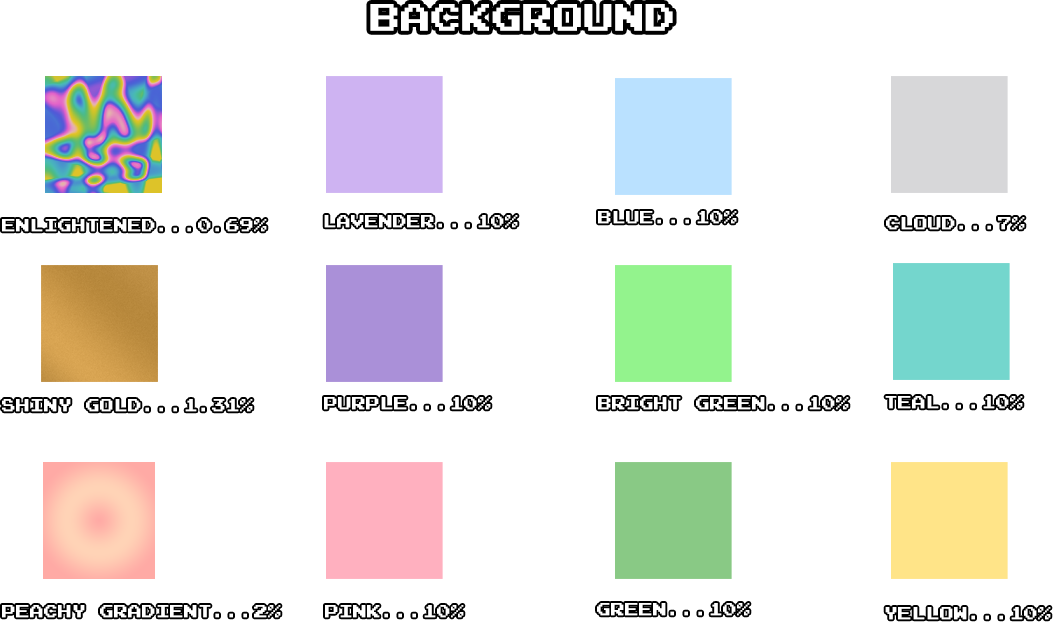 BACKGROUND
ENLIGHTENED...0.69%
LAVENDER...10%
BLUE...10%
CLOUD...7%
SHINY GOLD...1.31%
PURPLE...10%
BRIGHT GREEN...10%
TEAL...10%
PEACHY GRADIENT...2%
PINK...10%
GREEN...10%
YELLOW...10%